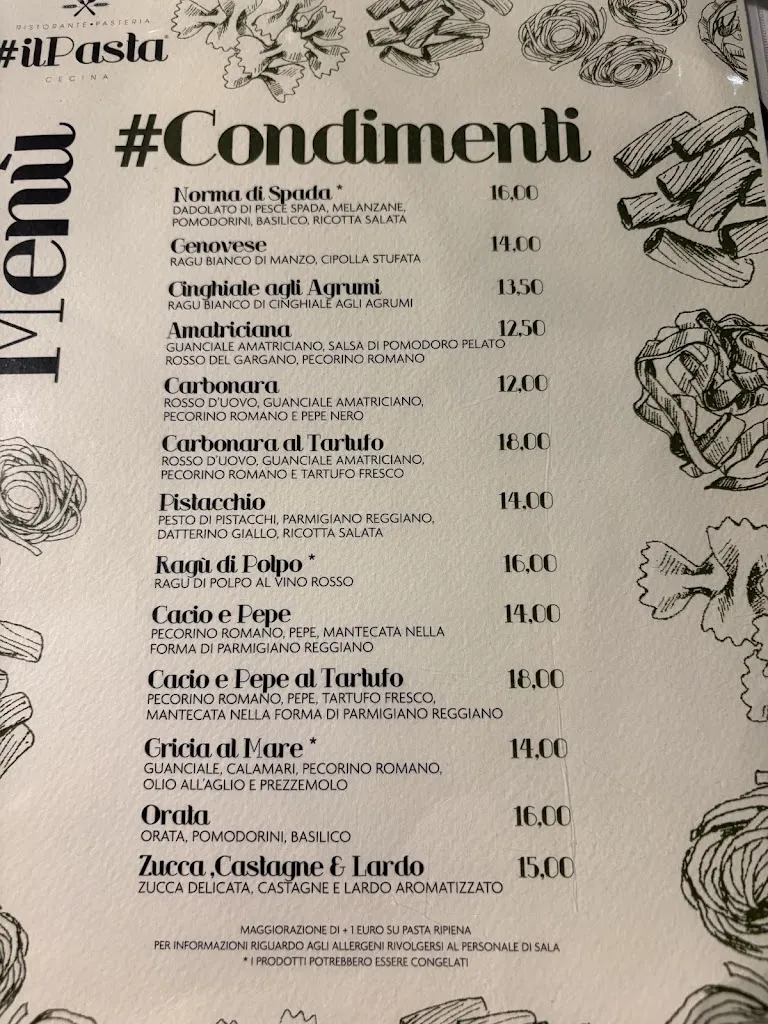 RISTORANTE • PASTERIA
#ilPasta
CECINA
Menù
#Condimenti
Norma di Spada * 16,00
DADOLATO DI PESCE SPADA, MELANZANE,
POMODORINI, BASILICO, RICOTTA SALATA
Genovese 14,00
RAGU BIANCO DI MANZO, CIPOLLA STUFATA
Cinghiale agli Agrumi 13,50
RAGU BIANCO DI CINGHIALE AGLI AGRUMI
Amatriciana 12,50
GUANCIALE AMATRICIANO, SALSA DI POMODORO PELATO
ROSSO DEL GARGANO, PECORINO ROMANO
Carbonara 12,00
ROSSO D'UOVO, GUANCIALE AMATRICIANO,
PECORINO ROMANO E PEPE NERO
Carbonara al Tartufo 18,00
ROSSO D'UOVO, GUANCIALE AMATRICIANO,
PECORINO ROMANO E TARTUFO FRESCO
Pistacchio 14,00
PESTO DI PISTACCHI, PARMIGIANO REGGIANO,
DATTERINO GIALLO, RICOTTA SALATA
Ragù di Polpo * 16,00
RAGU DI POLPO AL VINO ROSSO
Cacio e Pepe 14,00
PECORINO ROMANO, PEPE, MANTECATA NELLA
FORMA DI PARMIGIANO REGGIANO
Cacio e Pepe al Tartufo 18,00
PECORINO ROMANO, PEPE, TARTUFO FRESCO,
MANTECATA NELLA FORMA DI PARMIGIANO REGGIANO
Gricia al Mare * 14,00
GUANCIALE, CALAMARI, PECORINO ROMANO,
OLIO ALL'AGLIO E PREZZEMOLO
Orata 16,00
ORATA, POMODORINI, BASILICO
Zucca ,Castagne & Lardo 15,00
ZUCCA DELICATA, CASTAGNE E LARDO AROMATIZZATO
MAGGIORAZIONE DI + 1 EURO SU PASTA RIPIENA
PER INFORMAZIONI RIGUARDO AGLI ALLERGENI RIVOLGERSI AL PERSONALE DI SALA
* I PRODOTTI POTREBBERO ESSERE CONGELATI